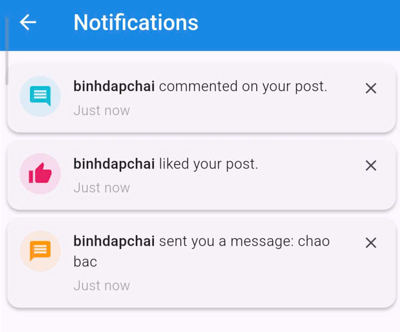 Notifications
binhdapchai commented on your post.
Just now
binhdapchai liked your post.
Just now
binhdapchai sent you a message: chao
bac
Just now